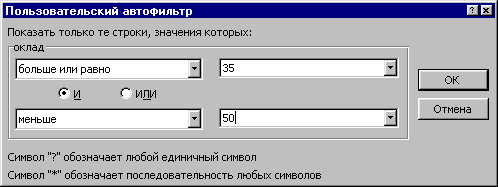 Пользовательский автофильтр
Показать только те строки, значения которых:
оклад
больше или равно 35
И ИЛИ
меньше 50
ОК
Отмена
Символ "?" обозначает любой единичный символ
Символ "*" обозначает последовательность любых символов